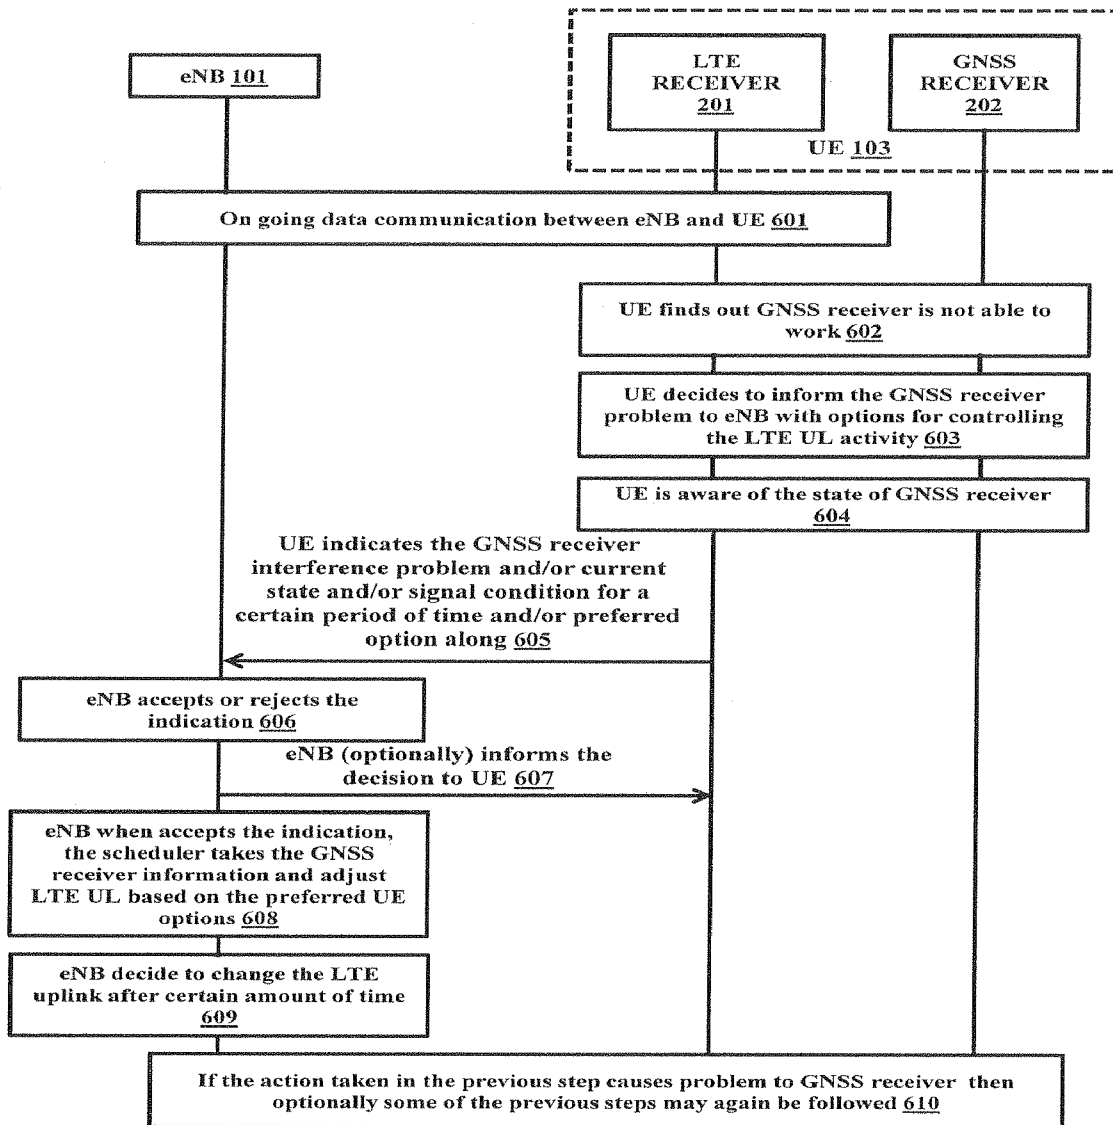 eNB 101
LTE
RECEIVER
201
GNSS
RECEIVER
202
UE 103
On going data communication between eNB and UE 601
UE finds out GNSS receiver is not able to
work 602
UE decides to inform the GNSS receiver
problem to eNB with options for controlling
the LTE UL activity 603
UE is aware of the state of GNSS receiver
604
UE indicates the GNSS receiver
interference problem and/or current
state and/or signal condition for a
certain period of time and/or preferred
option along 605
eNB accepts or rejects the
indication 606
eNB (optionally) informs the
decision to UE 607
eNB when accepts the indication,
the scheduler takes the GNSS
receiver information and adjust
LTE UL based on the preferred UE
options 608
eNB decide to change the LTE
uplink after certain amount of time
609
If the action taken in the previous step causes problem to GNSS receiver then
optionally some of the previous steps may again be followed 610